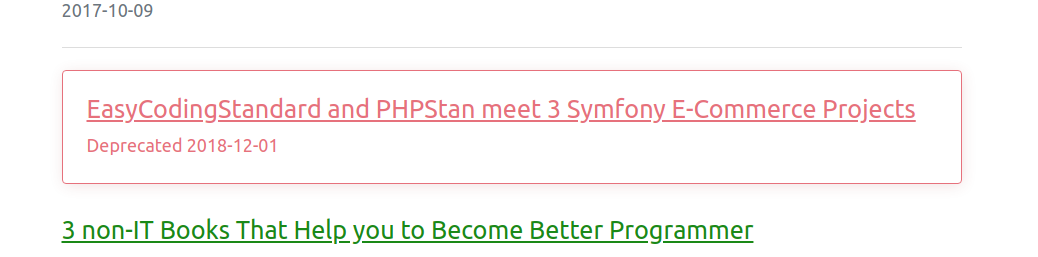 2017-10-09
EasyCodingStandard and PHPStan meet 3 Symfony E-Commerce Projects
Deprecated 2018-12-01
3 non-IT Books That Help you to Become Better Programmer